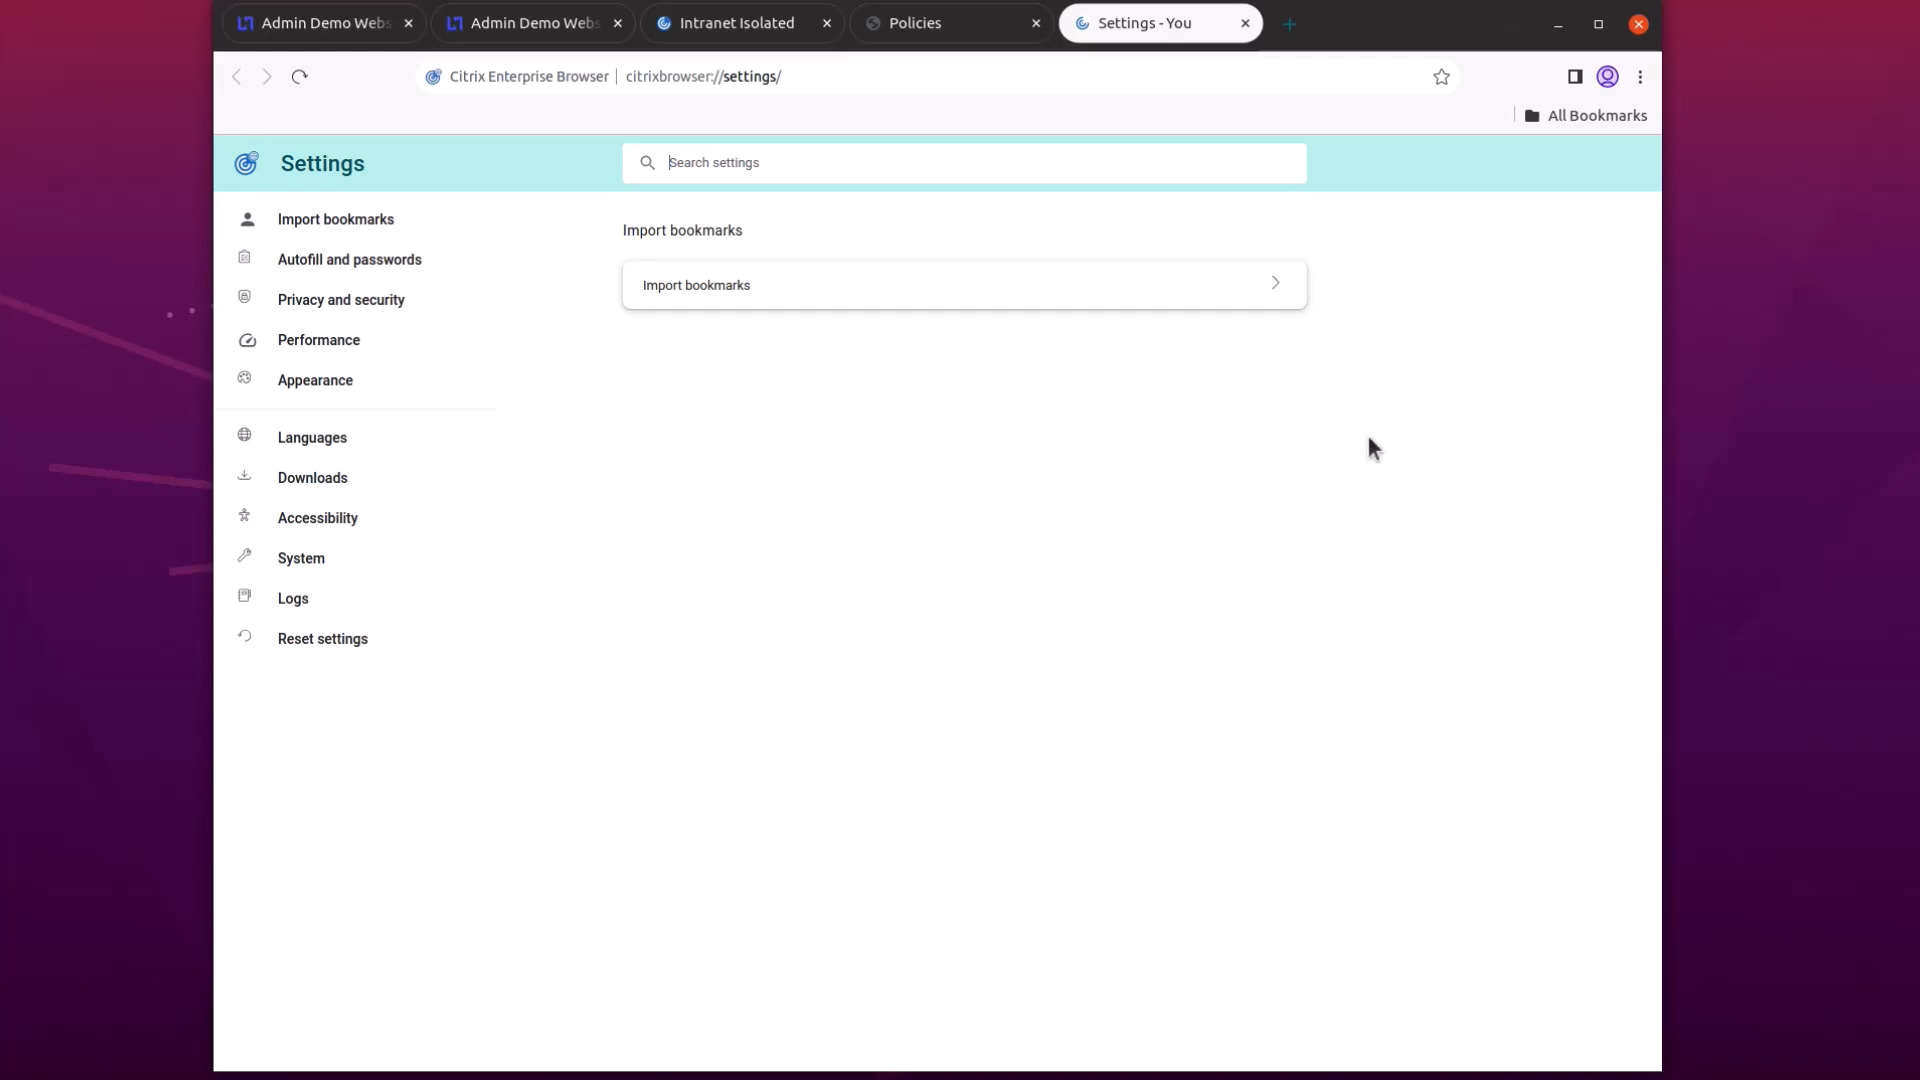 Admin Demo Webs
Admin Demo Webs
Intranet Isolated
Policies
Settings - You
Citrix Enterprise Browser
citrixbrowser://settings/
All Bookmarks
Settings
Search settings
Import bookmarks
Autofill and passwords
Privacy and security
Performance
Appearance
Languages
Downloads
Accessibility
System
Logs
Reset settings
Import bookmarks
Import bookmarks